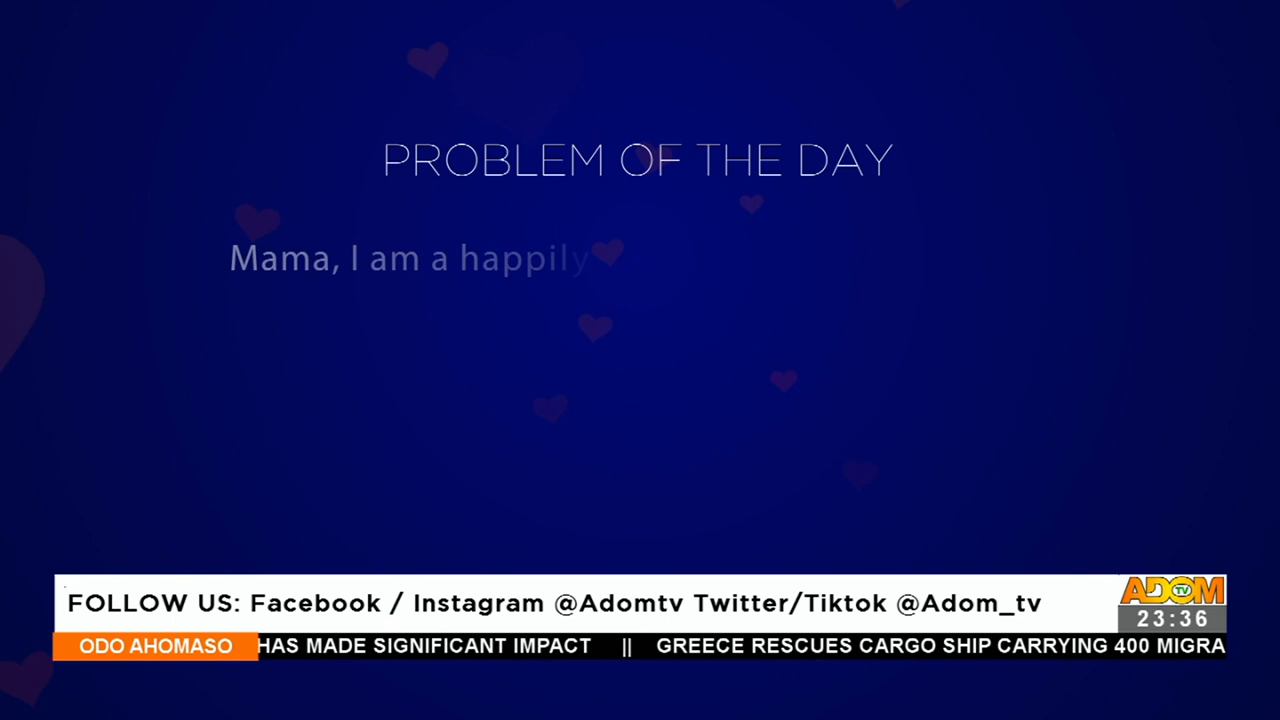 PROBLEM OF THE DAY
Mama, I am a happily
FOLLOW US: Facebook / Instagram @Adomtv Twitter/Tiktok @Adom_tv
ADOM TV
23:36
ODO AHOMASO
HAS MADE SIGNIFICANT IMPACT || GREECE RESCUES CARGO SHIP CARRYING 400 MIGRA